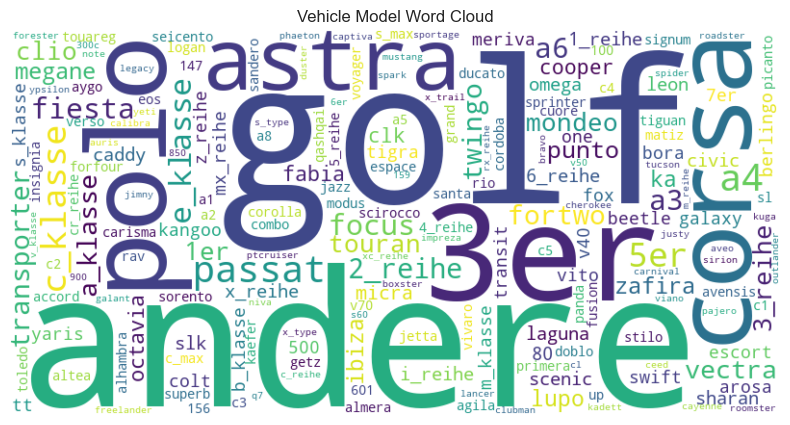 Vehicle Model Word Cloud
golf
andere
3er
polo
corsa
astra
passat
a4
c_klasse
5er
e_klasse
a3
focus
fiesta
transporter
2_reihe
fortwo
a6
mondeo
clio
vectra
touran
twingo
3_reihe
a_klasse
punto
zafira
megane
ibiza
lupo
1er
ka
octavia
fabia
cooper
clk
micra
caddy
80
x_reihe
scenic
laguna
civic
1_reihe
i_reihe
omega
leon
6_reihe
slk
galaxy
mx_reihe
meriva
yaris
500
b_klasse
one
7er
tt
colt
arosa
kangoo
bora
berlingo
tigra
transit
escort
sharan
m_klasse
z_reihe
vito
swift
fox
s_klasse
beetle
sprinter
corolla
tiguan
v40
insignia
a1
c_max
panda
sl
seicento
rio
mazda
touareg
logan
147
aygo
eos
verso
forfour
cr_reihe
carisma
rav
accord
toledo
altea
alhambra
superb
156
c3
q7
sorento
kaefer
getz
x_type
c_reihe
601
almera
jetta
vivaro
agila
lancer
clubman
primera
doblo
stilo
up
kadett
cayenne
roomster
c1
pajero
viano
avensis
sirion
aveo
carnival
fusion
justy
outlander
kuga
santa
4_reihe
scirocco
modus
jazz
combo
espace
159
qashqai
5_reihe
s_type
a8
a5
grand
voyager
s_max
captiva
sportage
mustang
spark
6er
phaeton
duster
sandero
x_trail
ducato
cuore
c4
100
signum
roadster
spider
picanto
matiz
cordoba
rx_reihe
bravo
v50
tucson
m_reihe
cherokee
impreza
xc_reihe
c5
boxster
v70
s60
niva
ptcruiser
galant
900
c2
v_klasse
freelander
jimny
a2
850
auris
yeti
calibra
ypsilon
legacy
300c
note
forester
ceed
cl